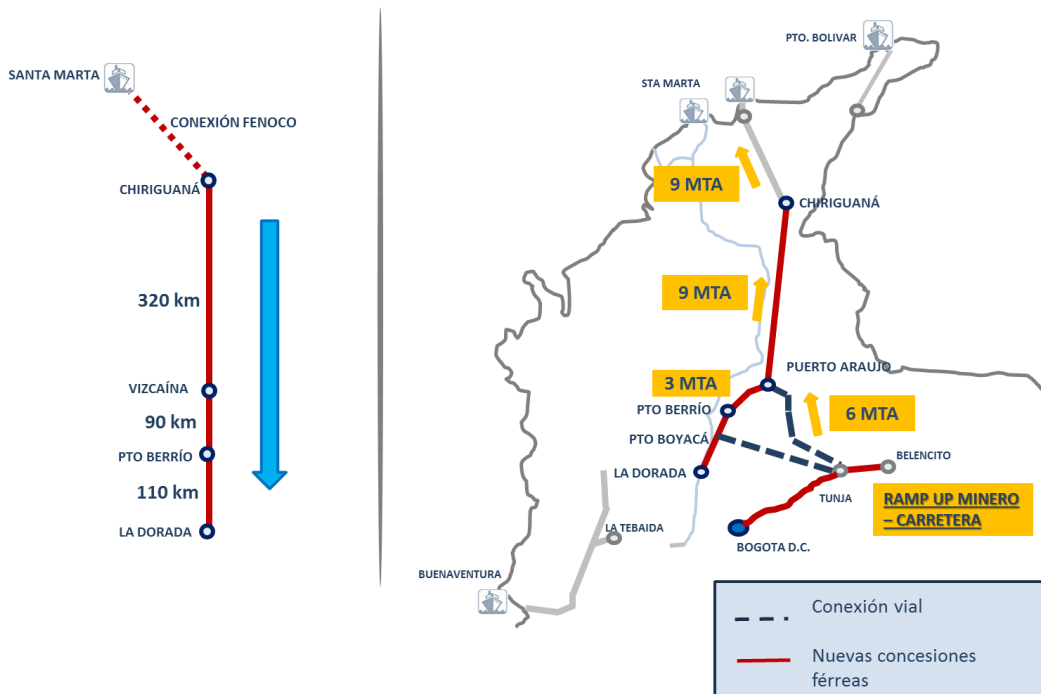 SANTA MARTA
CONEXIÓN FENOCO
CHIRIGUANÁ
320 km
VIZCAÍNA
90 km
PTO BERRÍO
110 km
LA DORADA
PTO. BOLIVAR
STA MARTA
9 MTA
CHIRIGUANÁ
9 MTA
PUERTO ARAUJO
3 MTA
PTO BERRÍO
6 MTA
PTO BOYACÁ
BELENCITO
LA DORADA
TUNJA
RAMP UP MINERO
– CARRETERA
LA TEBAIDA
BOGOTA D.C.
BUENAVENTURA
Conexión vial
Nuevas concesiones
férreas